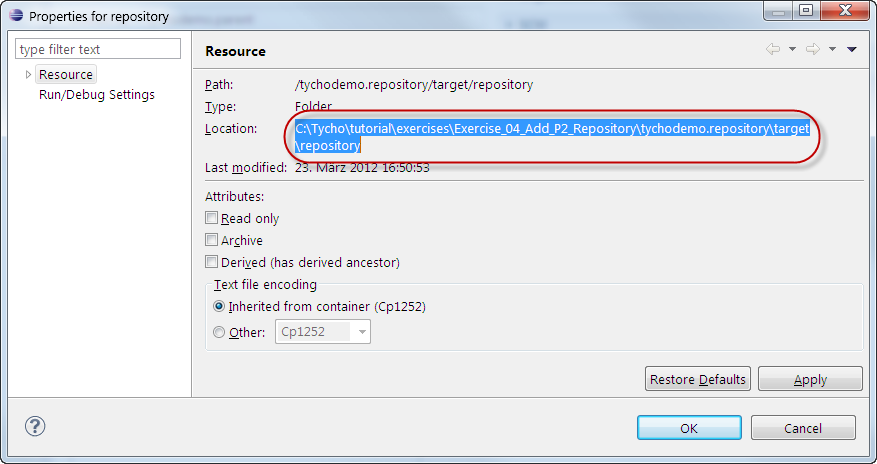 Properties for repository
type filter text
Resource
Run/Debug Settings
Resource
Path: /tychodemo.repository/target/repository
Type: Folder
Location: C:\Tycho\tutorial\exercises\Exercise_04_Add_P2_Repository\tychodemo.repository\target
\repository
Last modified: 23. März 2012 16:50:53
Attributes:
Read only
Archive
Derived (has derived ancestor)
Text file encoding
Inherited from container (Cp1252)
Other: Cp1252
Restore Defaults Apply
OK Cancel